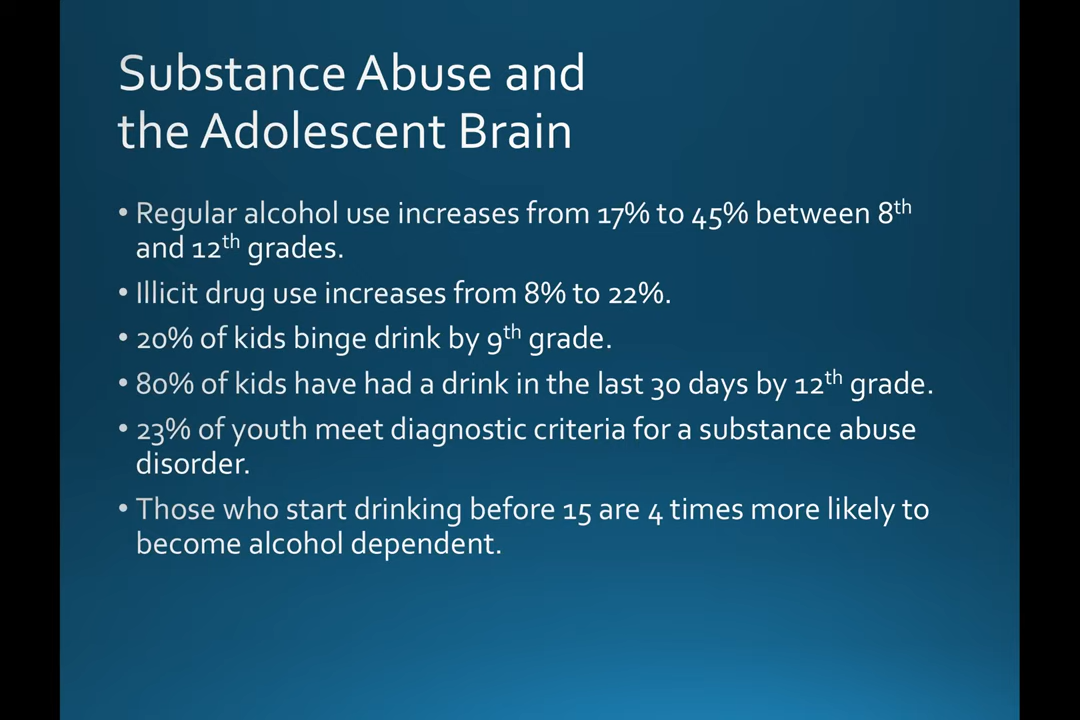 Substance Abuse and
the Adolescent Brain
• Regular alcohol use increases from 17% to 45% between 8th
and 12th grades.
• Illicit drug use increases from 8% to 22%.
• 20% of kids binge drink by 9th grade.
• 80% of kids have had a drink in the last 30 days by 12th grade.
• 23% of youth meet diagnostic criteria for a substance abuse
disorder.
• Those who start drinking before 15 are 4 times more likely to
become alcohol dependent.